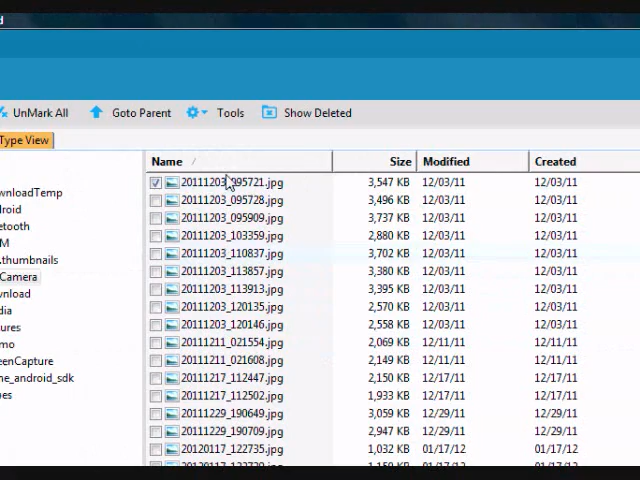 d
UnMark All Goto Parent Tools Show Deleted
Type View
Name Size Modified Created
wnloadTemp
roid
etooth
M
.thumbnails
Camera
wnload
dia
ures
mo
eenCapture
me_android_sdk
es
20111203_095721.jpg 3,547 KB 12/03/11 12/03/11
20111203_095728.jpg 3,496 KB 12/03/11 12/03/11
20111203_095909.jpg 3,737 KB 12/03/11 12/03/11
20111203_103359.jpg 2,880 KB 12/03/11 12/03/11
20111203_110837.jpg 3,702 KB 12/03/11 12/03/11
20111203_113857.jpg 3,380 KB 12/03/11 12/03/11
20111203_113913.jpg 3,395 KB 12/03/11 12/03/11
20111203_120135.jpg 2,570 KB 12/03/11 12/03/11
20111203_120146.jpg 2,558 KB 12/03/11 12/03/11
20111211_021554.jpg 2,069 KB 12/11/11 12/11/11
20111211_021608.jpg 2,149 KB 12/11/11 12/11/11
20111217_112447.jpg 2,150 KB 12/17/11 12/17/11
20111217_112502.jpg 1,933 KB 12/17/11 12/17/11
20111229_190649.jpg 3,059 KB 12/29/11 12/29/11
20111229_190709.jpg 2,947 KB 12/29/11 12/29/11
20120117_122735.jpg 1,032 KB 01/17/12 01/17/12